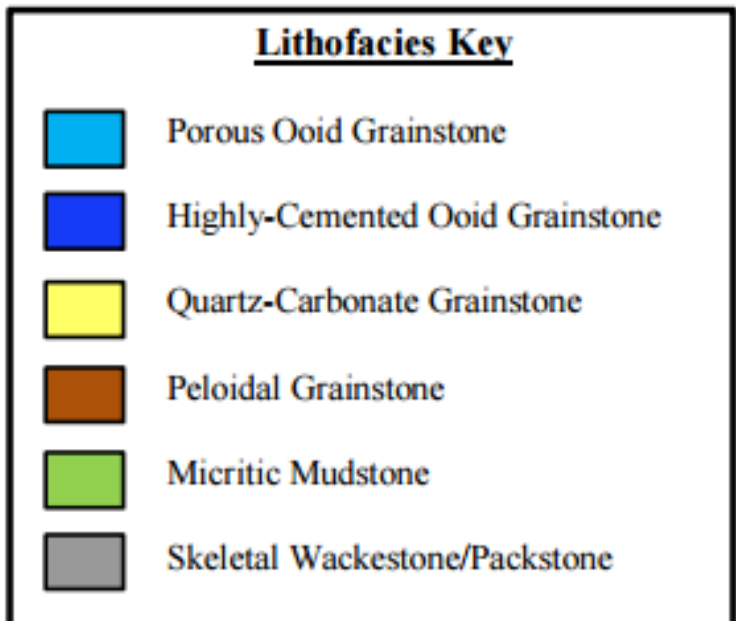 Lithofacies Key
Porous Ooid Grainstone
Highly-Cemented Ooid Grainstone
Quartz-Carbonate Grainstone
Peloidal Grainstone
Micritic Mudstone
Skeletal Wackestone/Packstone